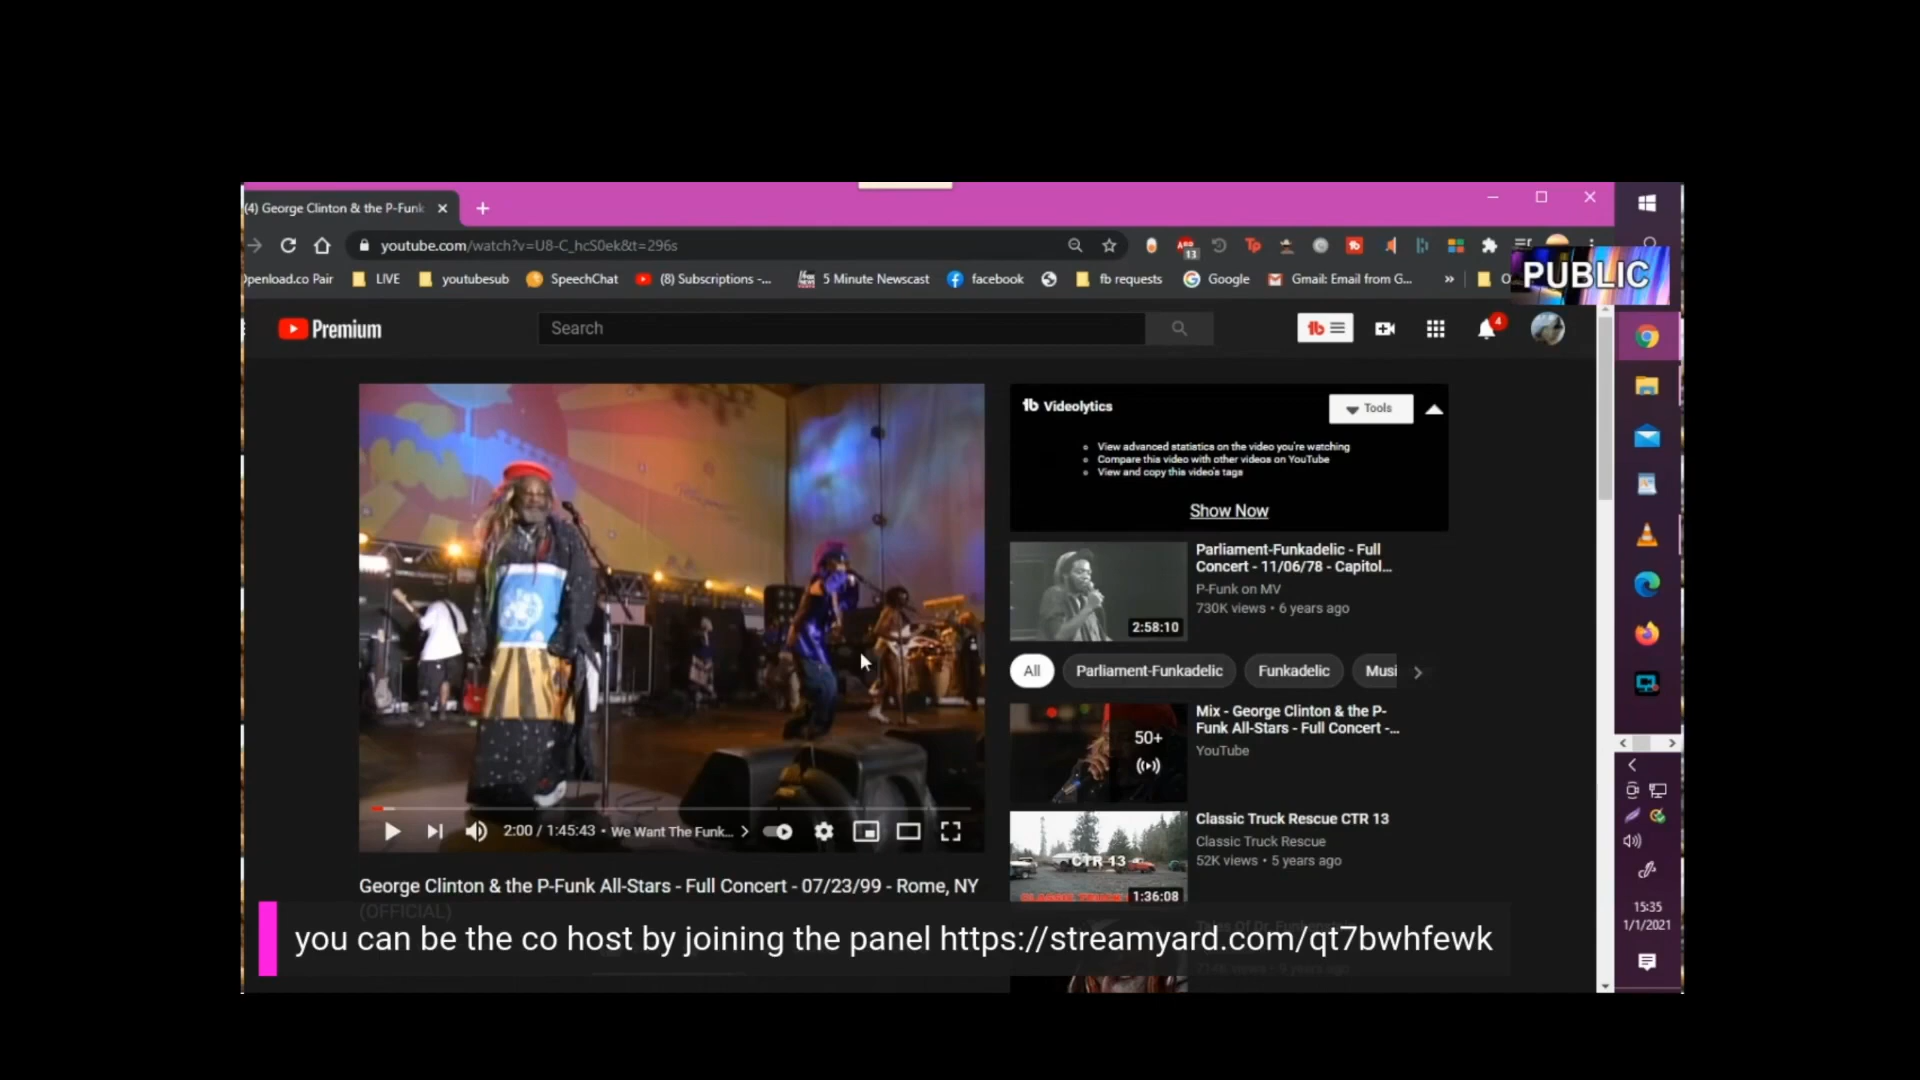 (4) George Clinton & the P-Funk
youtube.com/watch?v=U8-C_hcS0ek&t=296s
Openload.co Pair
LIVE
youtubesub
SpeechChat
(8) Subscriptions -...
5 Minute Newscast
facebook
fb requests
Google
Gmail: Email from G...
»
PUBLIC
Premium
Search
4
Videolytics
Tools
View advanced statistics on the video you're watching
Compare this video with other videos on YouTube
View and copy this video's tags
Show Now
Parliament-Funkadelic - Full
Concert - 11/06/78 - Capitol...
P-Funk on MV
730K views • 6 years ago
2:58:10
All
Parliament-Funkadelic
Funkadelic
Musi
Mix - George Clinton & the P-
Funk All-Stars - Full Concert -...
YouTube
50+
Classic Truck Rescue CTR 13
Classic Truck Rescue
52K views • 5 years ago
CTR 13
1:36:08
2:00 / 1:45:43 • We Want The Funk...
George Clinton & the P-Funk All-Stars - Full Concert - 07/23/99 - Rome, NY
(OFFICIAL)
you can be the co host by joining the panel https://streamyard.com/qt7bwhfewk
15:35
1/1/2021